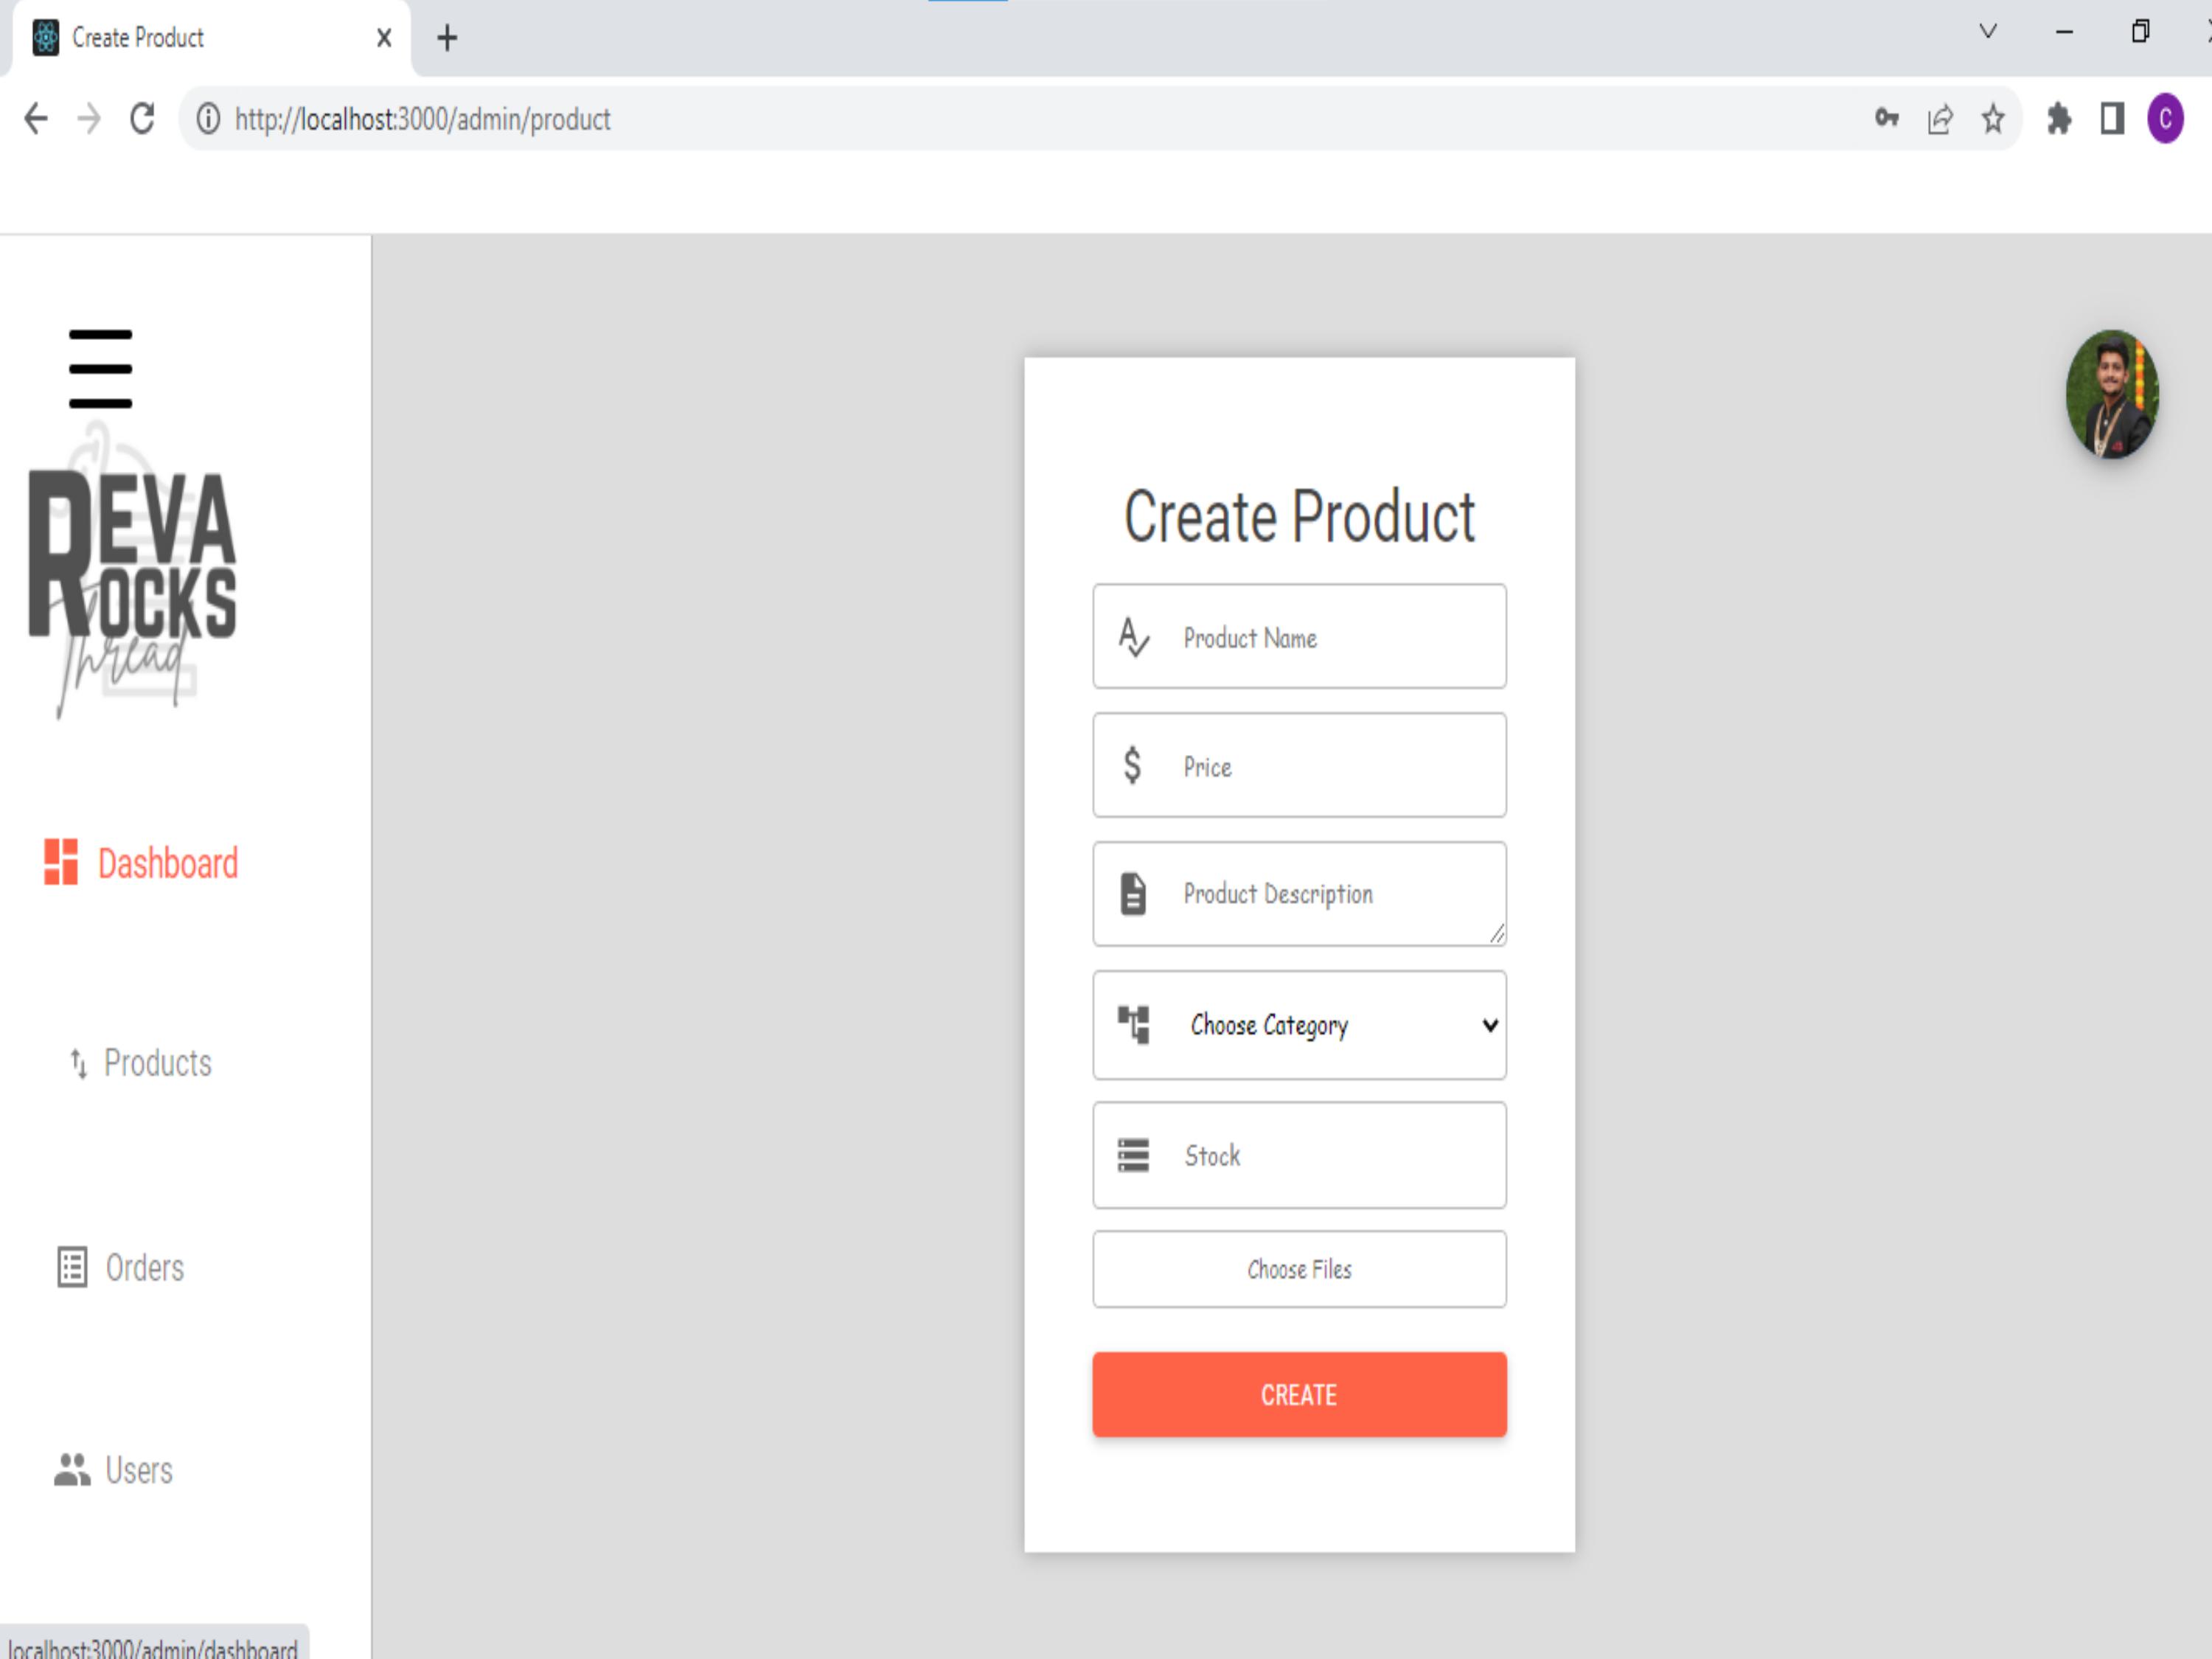 Create Product
http://localhost:3000/admin/product
C
REVA
ROCKS
Thread
Dashboard
Products
Orders
Users
Create Product
Product Name
$ Price
Product Description
Choose Category
Stock
Choose Files
CREATE
localhost:3000/admin/dashboard